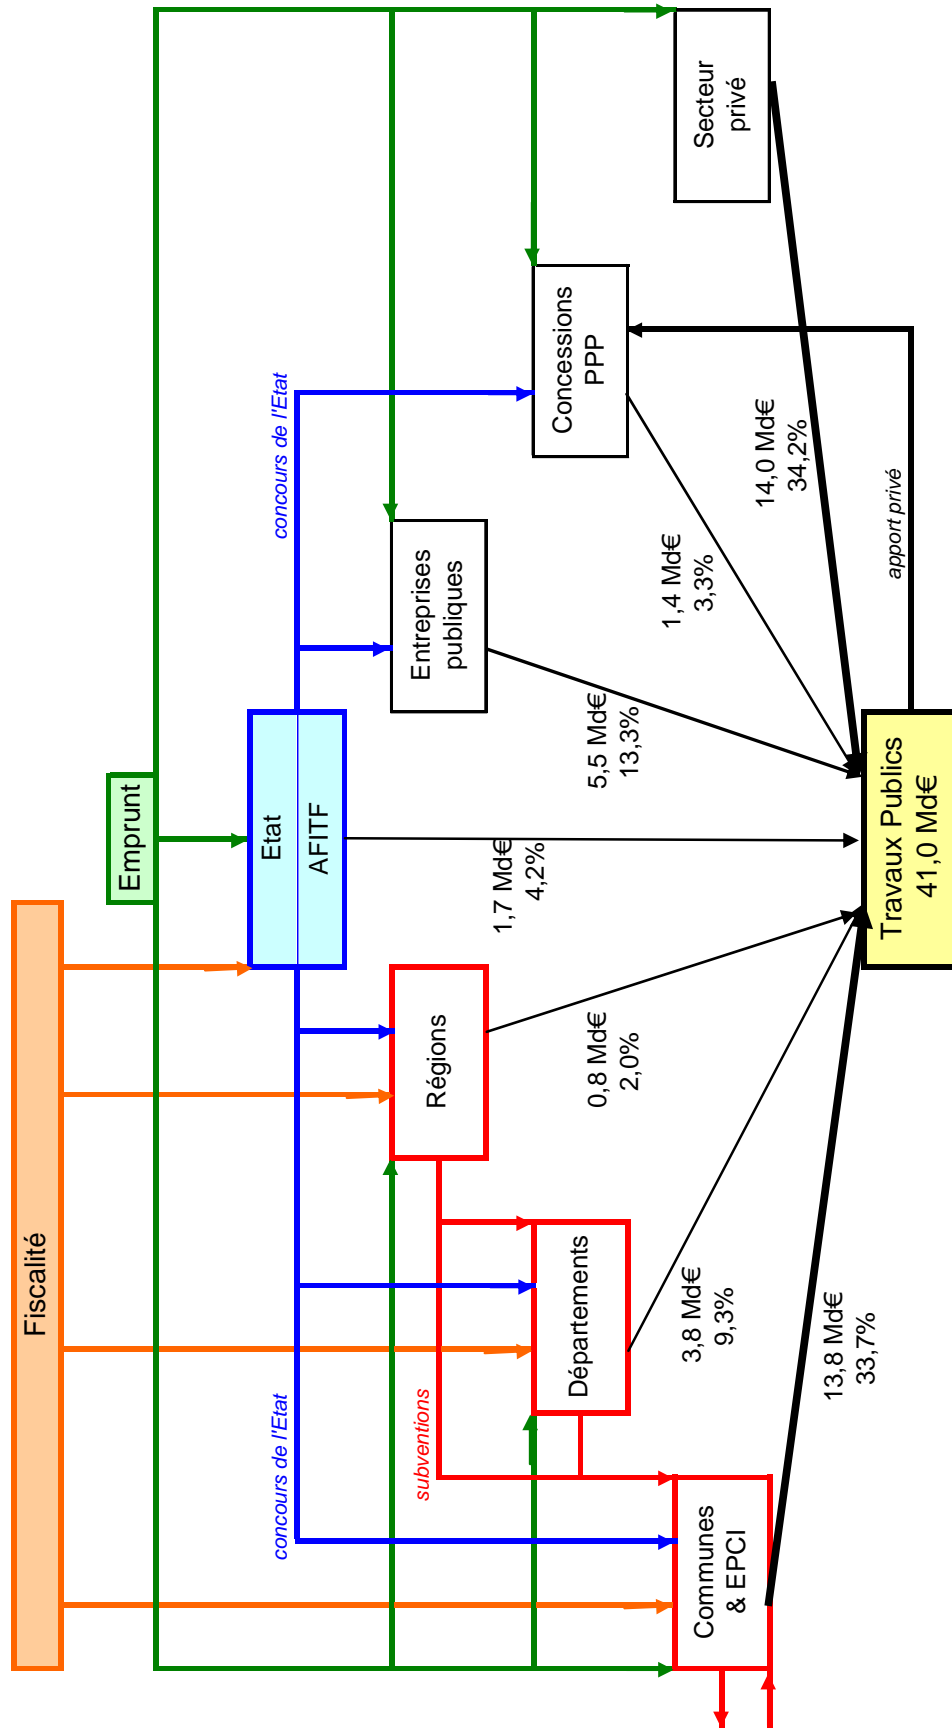 Fiscalité
Emprunt
Etat
AFITF
concours de l'Etat
concours de l'Etat
subventions
Communes
& EPCI
Départements
Régions
Entreprises
publiques
Concessions
PPP
Secteur
privé
13,8 Md€
33,7%
3,8 Md€
9,3%
0,8 Md€
2,0%
1,7 Md€
4,2%
5,5 Md€
13,3%
1,4 Md€
3,3%
14,0 Md€
34,2%
apport privé
Travaux Publics
41,0 Md€